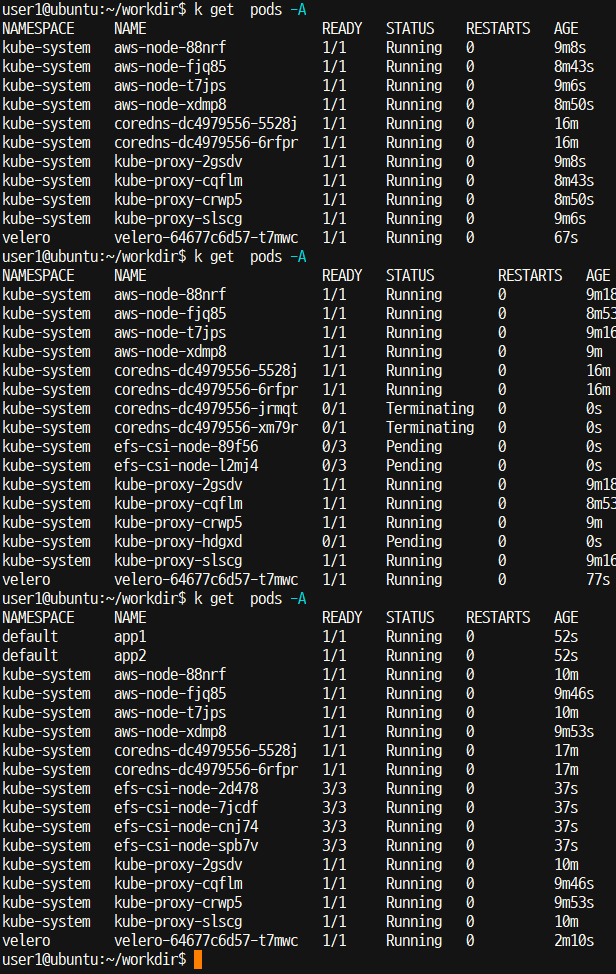 user1@ubuntu:~/workdir$ k get  pods -A
NAMESPACE     NAME                      READY   STATUS    RESTARTS   AGE
kube-system   aws-node-88nrf            1/1     Running   0          9m8s
kube-system   aws-node-fjq85            1/1     Running   0          8m43s
kube-system   aws-node-t7jps            1/1     Running   0          9m6s
kube-system   aws-node-xdmp8            1/1     Running   0          8m50s
kube-system   coredns-dc4979556-5528j   1/1     Running   0          16m
kube-system   coredns-dc4979556-6rfpr   1/1     Running   0          16m
kube-system   kube-proxy-2gsdv          1/1     Running   0          9m8s
kube-system   kube-proxy-cqflm          1/1     Running   0          8m43s
kube-system   kube-proxy-crwp5          1/1     Running   0          8m50s
kube-system   kube-proxy-slscg          1/1     Running   0          9m6s
velero        velero-64677c6d57-t7mwc   1/1     Running   0          67s
user1@ubuntu:~/workdir$ k get  pods -A
NAMESPACE     NAME                      READY   STATUS        RESTARTS   AGE
kube-system   aws-node-88nrf            1/1     Running       0          9m18
kube-system   aws-node-fjq85            1/1     Running       0          8m53
kube-system   aws-node-t7jps            1/1     Running       0          9m16
kube-system   aws-node-xdmp8            1/1     Running       0          9m
kube-system   coredns-dc4979556-5528j   1/1     Running       0          16m
kube-system   coredns-dc4979556-6rfpr   1/1     Running       0          16m
kube-system   coredns-dc4979556-jrmqt   0/1     Terminating   0          0s
kube-system   coredns-dc4979556-xm79r   0/1     Terminating   0          0s
kube-system   efs-csi-node-89f56        0/3     Pending       0          0s
kube-system   efs-csi-node-l2mj4        0/3     Pending       0          0s
kube-system   kube-proxy-2gsdv          1/1     Running       0          9m18
kube-system   kube-proxy-cqflm          1/1     Running       0          8m53
kube-system   kube-proxy-crwp5          1/1     Running       0          9m
kube-system   kube-proxy-hdgxd          0/1     Pending       0          0s
kube-system   kube-proxy-slscg          1/1     Running       0          9m16
velero        velero-64677c6d57-t7mwc   1/1     Running       0          77s
user1@ubuntu:~/workdir$ k get  pods -A
NAMESPACE     NAME                      READY   STATUS    RESTARTS   AGE
default       app1                      1/1     Running   0          52s
default       app2                      1/1     Running   0          52s
kube-system   aws-node-88nrf            1/1     Running   0          10m
kube-system   aws-node-fjq85            1/1     Running   0          9m46s
kube-system   aws-node-t7jps            1/1     Running   0          10m
kube-system   aws-node-xdmp8            1/1     Running   0          9m53s
kube-system   coredns-dc4979556-5528j   1/1     Running   0          17m
kube-system   coredns-dc4979556-6rfpr   1/1     Running   0          17m
kube-system   efs-csi-node-2d478        3/3     Running   0          37s
kube-system   efs-csi-node-7jcdf        3/3     Running   0          37s
kube-system   efs-csi-node-cnj74        3/3     Running   0          37s
kube-system   efs-csi-node-spb7v        3/3     Running   0          37s
kube-system   kube-proxy-2gsdv          1/1     Running   0          10m
kube-system   kube-proxy-cqflm          1/1     Running   0          9m46s
kube-system   kube-proxy-crwp5          1/1     Running   0          9m53s
kube-system   kube-proxy-slscg          1/1     Running   0          10m
velero        velero-64677c6d57-t7mwc   1/1     Running   0          2m10s
user1@ubuntu:~/workdir$